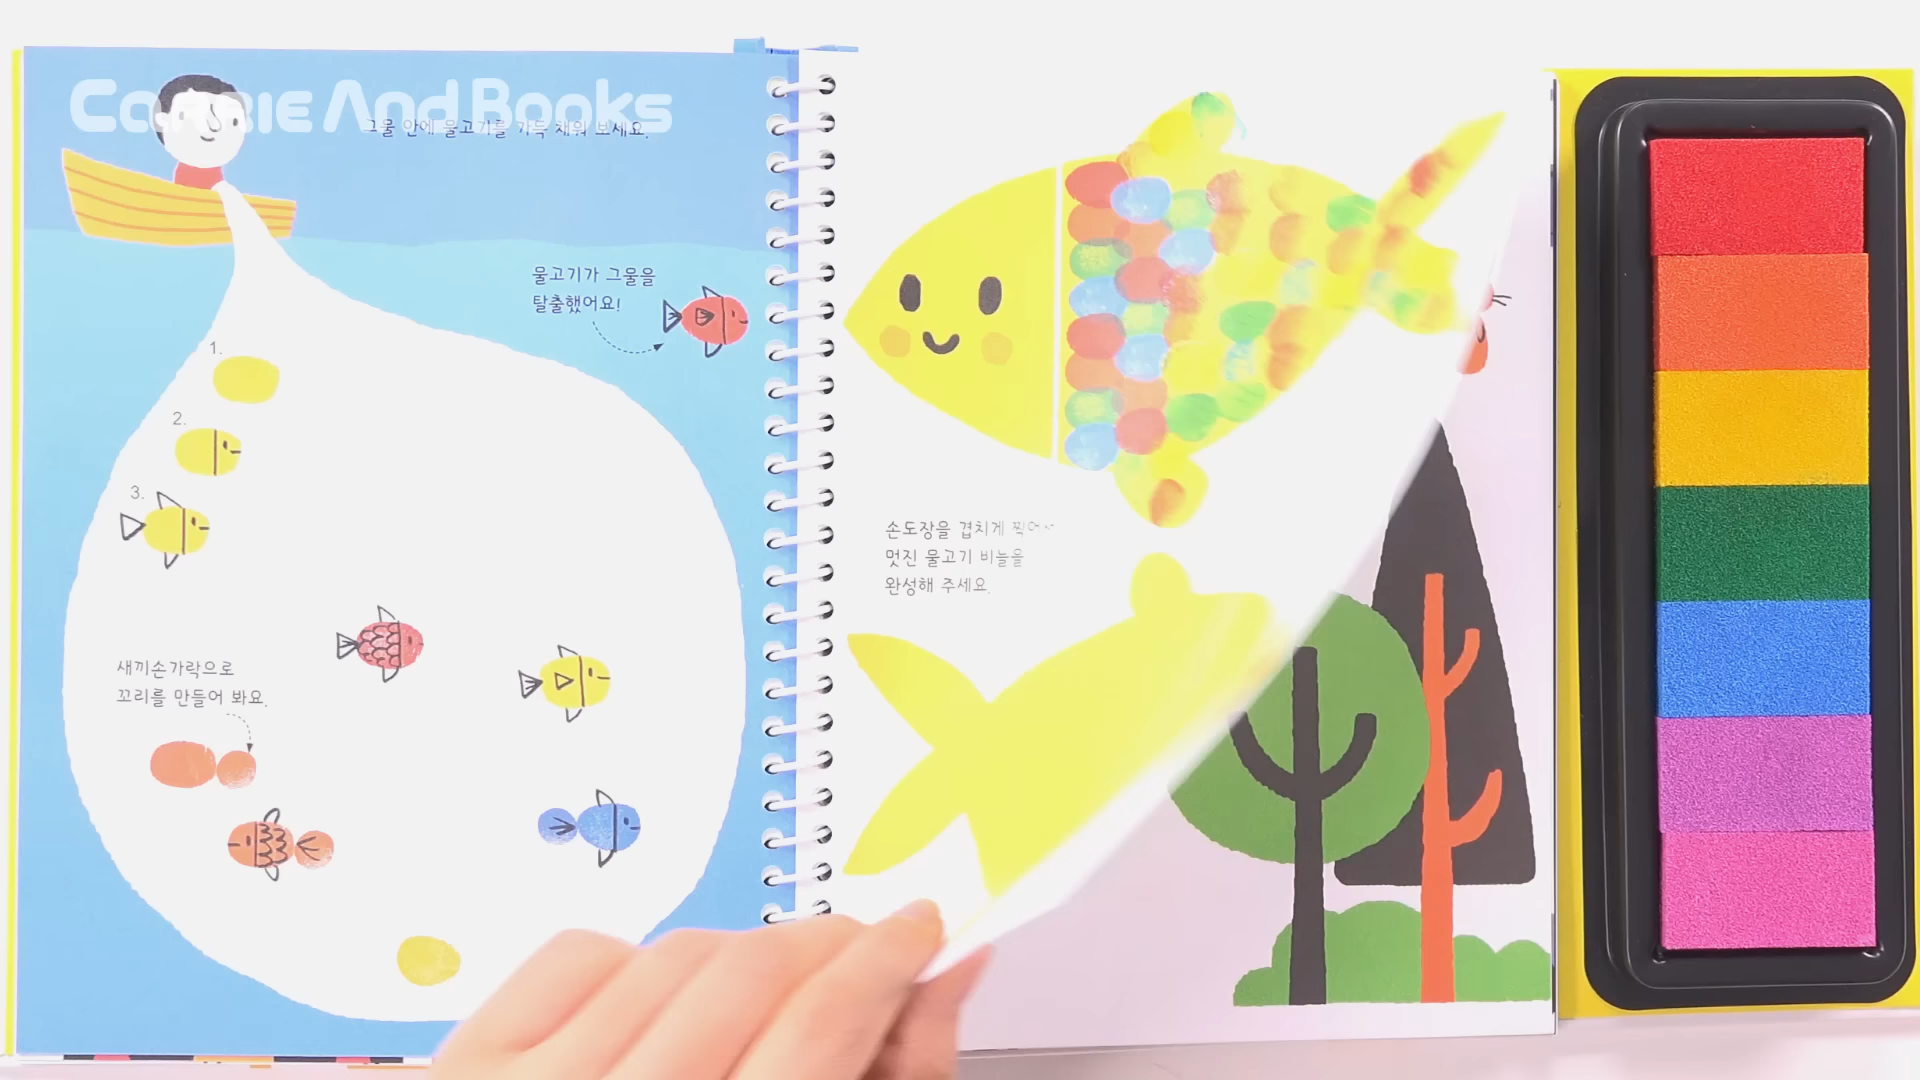 CarrieAndBooks
그물 안에 물고기를 가득 채워 보세요.
물고기가 그물을
탈출했어요!
1.
2.
3.
새끼손가락으로
꼬리를 만들어 봐요.
손도장을 겹치게 찍어서
멋진 물고기 비늘을
완성해 주세요.